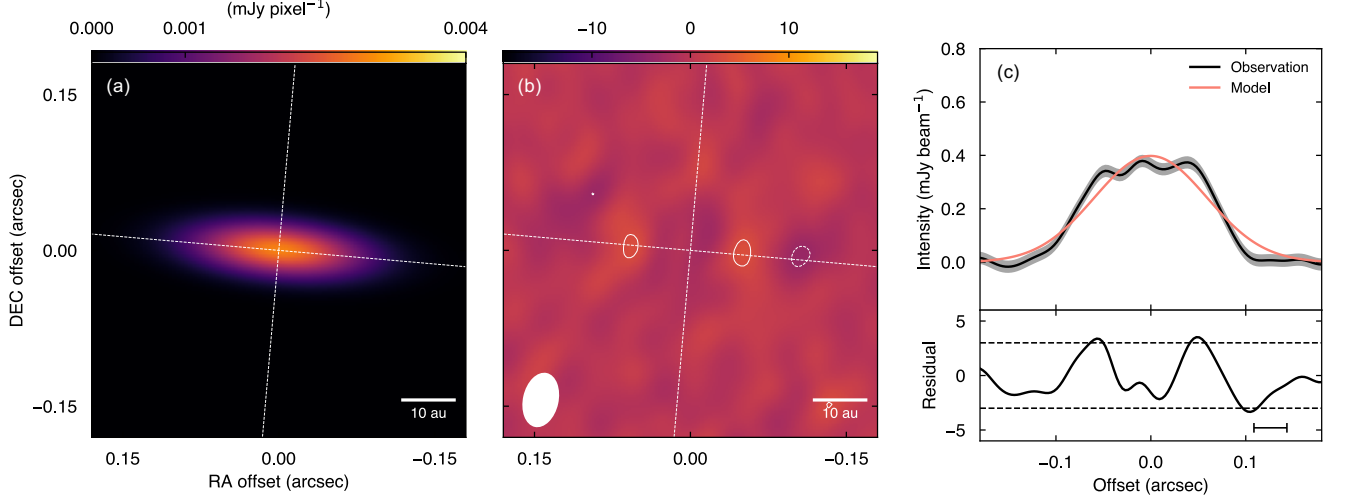 (mJy pixel⁻¹)
0.000 0.001 0.004
−10 0 10
(a)
0.15
0.00
−0.15
DEC offset (arcsec)
10 au
0.15 0.00 −0.15
RA offset (arcsec)
(b)
10 au
0.15 0.00 −0.15
(c)
Observation
Model
0.8
0.6
0.4
0.2
0.0
Intensity (mJy beam⁻¹)
5
0
−5
Residual
−0.1 0.0 0.1
Offset (arcsec)